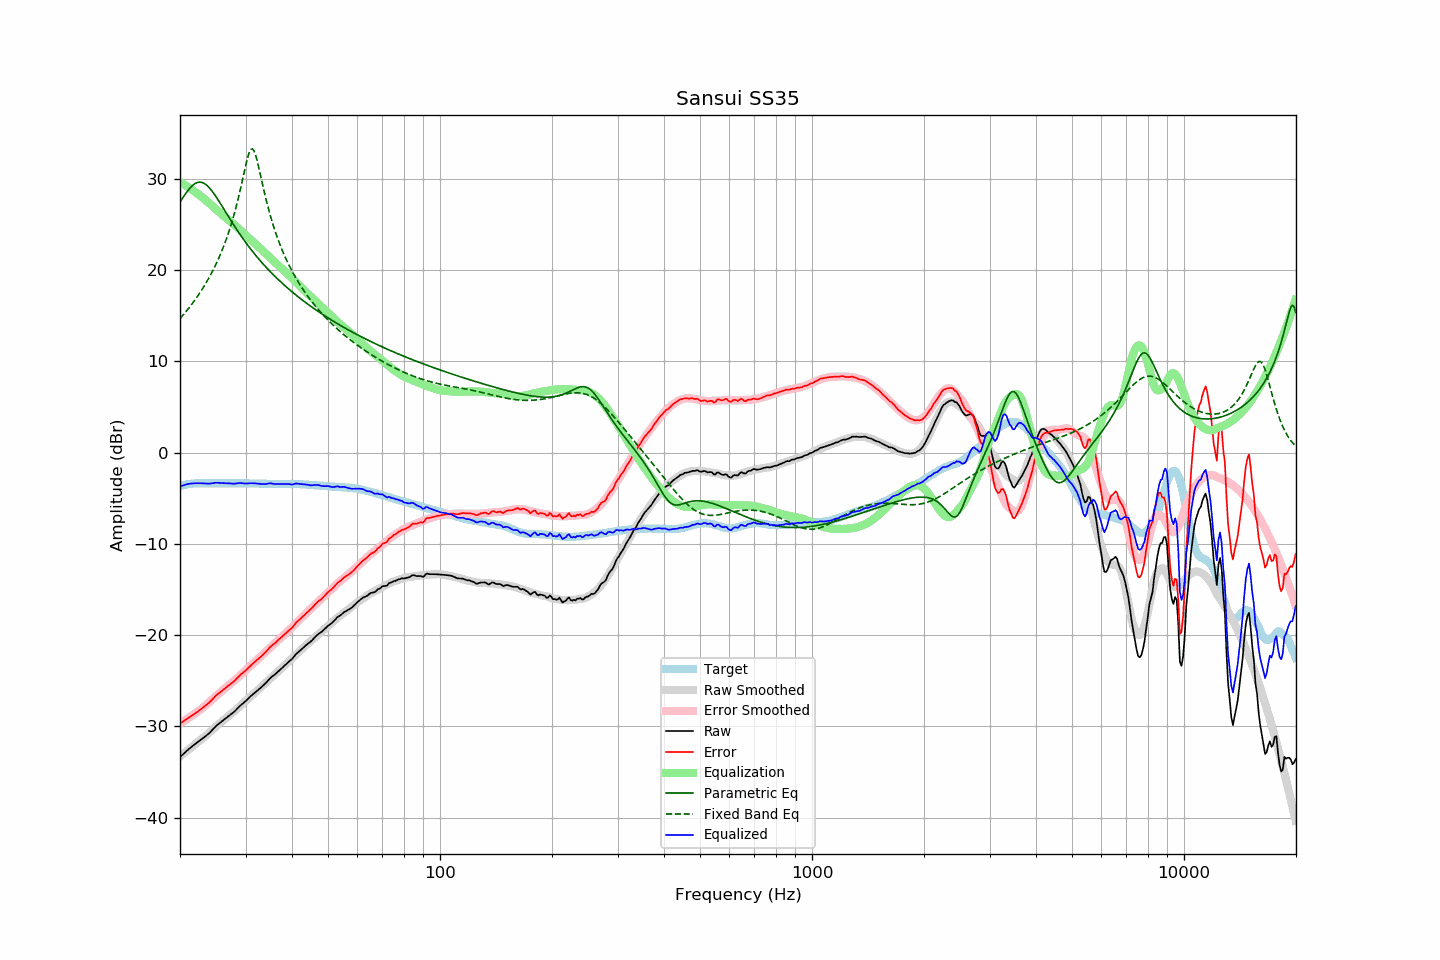 Sansui SS35
Amplitude (dBr)
30
20
10
0
−10
−20
−30
−40
Target
Raw Smoothed
Error Smoothed
Raw
Error
Equalization
Parametric Eq
Fixed Band Eq
Equalized
100
1000
10000
Frequency (Hz)